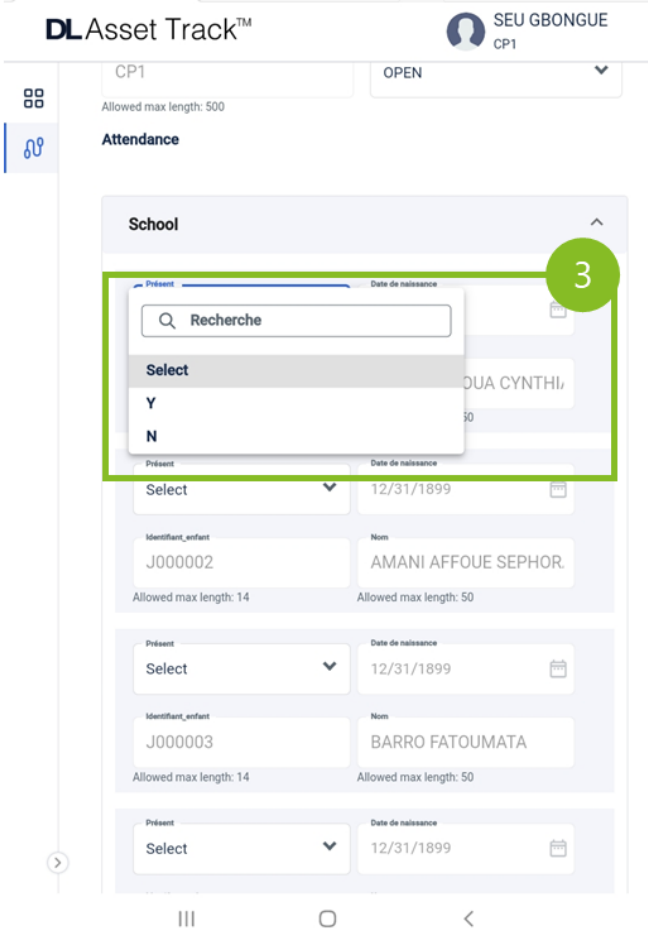 DLAsset Track™
SEU GBONGUE
CP1
CP1
OPEN
Allowed max length: 500
Attendance
School
3
Présent
Date de naissance
Recherche
Select
Y
N
OUA CYNTHI
50
Présent
Date de naissance
Select
12/31/1899
Identifiant_enfant
Nom
J000002
AMANI AFFOUE SEPHOR
Allowed max length: 14
Allowed max length: 50
Présent
Date de naissance
Select
12/31/1899
Identifiant_enfant
Nom
J000003
BARRO FATOUMATA
Allowed max length: 14
Allowed max length: 50
Présent
Date de naissance
Select
12/31/1899